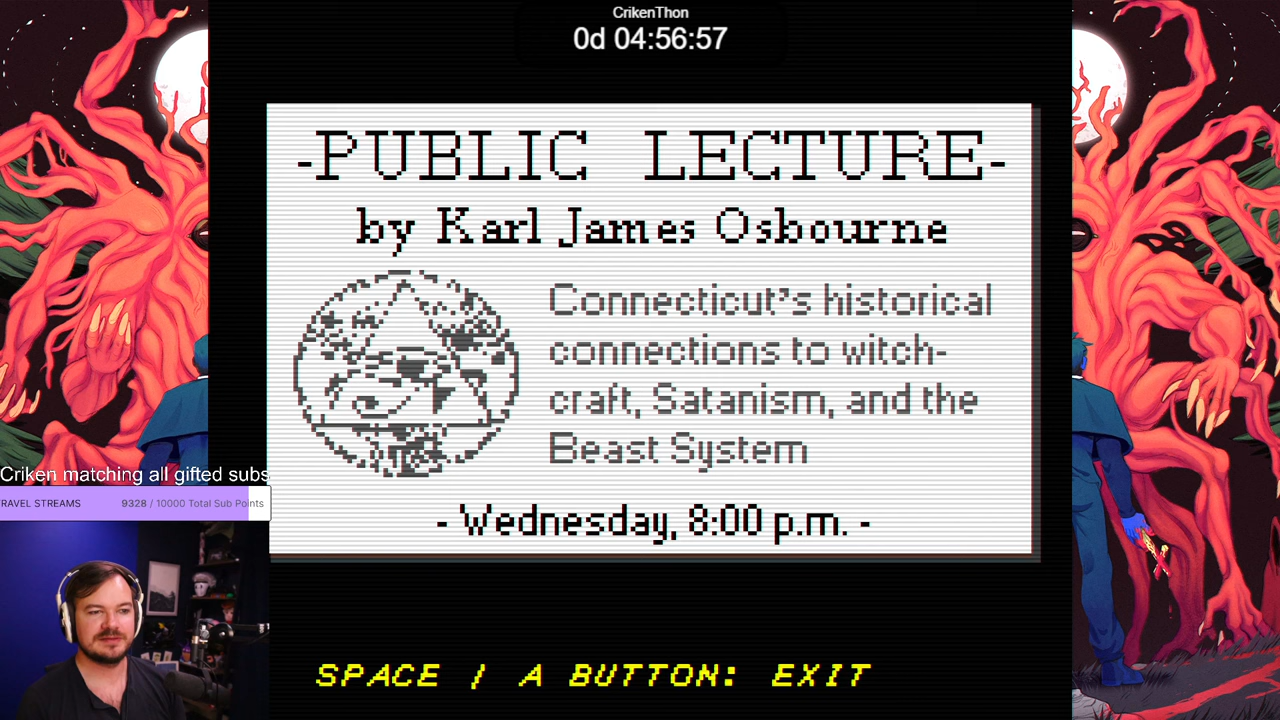 CrikenThon
0d 04:56:57
-PUBLIC LECTURE-
by Karl James Osbourne
Connecticut's historical
connections to witch-
craft, Satanism, and the
Beast System
- Wednesday, 8:00 p.m. -
Criken matching all gifted subs
RAVEL STREAMS 9328 / 10000 Total Sub Points
SPACE / A BUTTON: EXIT